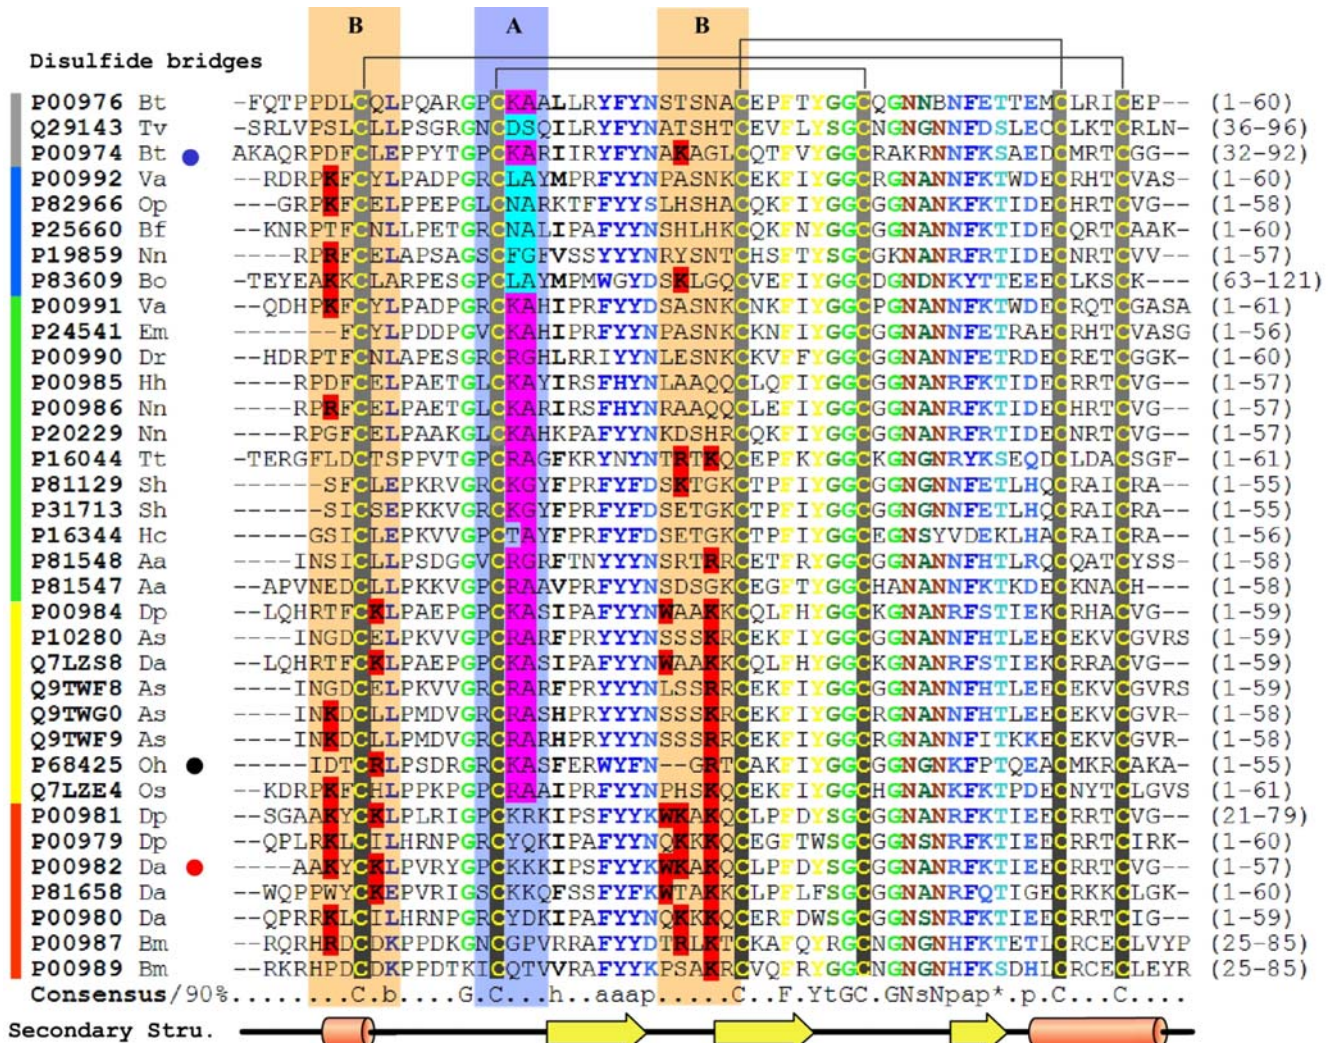 B A B
Disulfide bridges
P00976 Bt -FQTPPDLCQLPQARGPCKAALLRYFYNSTSNACEPFTYGGCQGNNBNFETTEMCLRICEP-- (1-60)
Q29143 Tv -SRLVPSLCLLPSGRGNCDSQILRYFYNATSHTCEVFLYSGCNGNGNNFDSLECCLKTCRLN- (36-96)
P00974 Bt AKAQRPDFCLEPPYTGPCKARIIRYFYNAKAGLCQTFVYGGCRAKRNNFKSAEDCMRTCGG-- (32-92)
P00992 Va --RDRPKFCYLPADPGRCLAYMPRFYYNPASNKCEKFIYGGCRGNANNFKTWDECRHTCVAS- (1-60)
P82966 Op ---GRPKFCELPPEPGLCNARKTFFYYSLHSHACQKFIYGGCGGNANKFKTIDECHRTCVG-- (1-58)
P25660 Bf --KNRPTFCNLLPETGRCNALIPAFYYNSHLHKCQKFNYGGCGGNANNFKTIDECQRTCAAK- (1-60)
P19859 Nn ----RPRFCELAPSAGSCFGFVSSYYYNRYSNTCHSFTYSGCGKNANRFRTIDECNRTCVV-- (1-57)
P83609 Bo -TEYEAKKCLARPESGPCLAYMPMWGYDSKLGQCVEFIYGGCDGNDNKYTTEEECLKSCK--- (63-121)
P00991 Va --QDHPKFCYLPADPGRCKAHIPRFYYDSASNKCNKFIYGGCPGNANNFKTWDECRQTCGASA (1-61)
P24541 Em -------FCYLPDDPGVCKAHIPRFYYNPASNKCKNFIYGGCGGNANNFETRAECRHTCVASG (1-56)
P00990 Dr --HDRPTFCNLAPESGRCRGHLRRIYYNLESNKCKVFFYGGCGGNANNFETRDECRETCGGK- (1-60)
P00985 Hh ----RPDFCELPAETGLCKAYIRSFHYNLAAQQCLQFIYGGCGGNANRFKTIDECRRTCVG-- (1-57)
P00986 Nn ----RPRFCELPAETGLCKARIRSFHYNRAAQQCLEFIYGGCGGNANRFKTIDECHRTCVG-- (1-57)
P20229 Nn ----RPGFCELPAAKGLCKAHKPAFYYNKDSHRCQKFIYGGCGGNANRFRTIDECNRTCVG-- (1-57)
P16044 Tt -TERGFLDCTSPPVTGPCRAGFKRYNYNTRTKQCEPFKYGGCKGNGNRYKSEQDCLDACSGF- (1-61)
P81129 Sh ------SFCLEPKRVGRCKGYFPRFYFDSKTGKCTPFIYGGCGGNGNNFETLHQCRAICRA-- (1-55)
P31713 Sh ------SICSEPKKVGRCKGYFPRFYFDSETGKCTPFIYGGCGGNGNNFETLHQCRAICRA-- (1-55)
P16344 Hc -----GSICLEPKVVGPCTAYFPRFYFDSETGKCTPFIYGGCEGNSYVDEKLHACRAICRA-- (1-56)
P81548 Aa ----INSICLLPSDGGVCRGRFTNYYYNSRTRRCETFRYGGCGGNANNFHTLRQCQATCYSS- (1-58)
P81547 Aa --APVNEDCLLPKKVGPCRAAVPRFYYNSDSGKCEGFTYGGCHANANNFKTKDECKNACH--- (1-58)
P00984 Dp --LQHRTFCKLPAEPGPCKASIPAFYYNWAAKKCQLFHYGGCKGNANRFSTIEKCRHACVG-- (1-59)
P10280 As ----INGDCELPKVVGPCRARFPRYYYNSSSKRCEKFIYGGCGGNANNFHTLEECEKVCGVRS (1-59)
Q7LZS8 Da --LQHRTFCKLPAEPGPCKASIPAFYYNWAAKKCQLFHYGGCKGNANRFSTIEKCRRACVG-- (1-59)
Q9TWF8 As ----INGDCELPKVVGRCRARFPRYYYNLSSRRCEKFIYGGCGGNANNFHTLEECEKVCGVRS (1-59)
Q9TWG0 As ----INKDCLLPMDVGRCRASHPRYYYNSSSKRCEKFIYGGCRGNANNFHTLEECEKVCGVR- (1-58)
Q9TWF9 As ----INKDCLLPMDVGRCRARHPRYYYNSSSRRCEKFIYGGCRGNANNFITKKECEKVCGVR- (1-58)
P68425 Oh -----IDTCRLPSDRGRCKASFERWYFN--GRTCAKFIYGGCGGNGNKFPTQEACMKRCAKA- (1-55)
Q7LZE4 Os --KDRPKFCHLPPKPGPCRAAIPRFYYNPHSKQCEKFIYGGCHGNANKFKTPDECNYTCLGVS (1-61)
P00981 Dp --SGAAKYCKLPLRIGPCKRKIPSFYYKWKAKQCLPFDYSGCGGNANRFKTIEECRRTCVG-- (21-79)
P00979 Dp --QPLRKLCILHRNPGRCYQKIPAFYYNQKKKQCEGFTWSGCGGNSNRFKTIEECRRTCIRK- (1-60)
P00982 Da ----AAKYCKLPVRYGPCKKKIPSFYYKWKAKQCLPFDYSGCGGNANRFKTIEECRRTCVG-- (1-57)
P81658 Da --WQPPWYCKEPVRIGSCKKQFSSFYFKWTAKKCLPFLFSGCGGNANRFQTIGECRKKCLGK- (1-60)
P00980 Da --QPRRKLCILHRNPGRCYDKIPAFYYNQKKKQCERFDWSGCGGNSNRFKTIEECRRTCIG-- (1-59)
P00987 Bm --RQRHRDCDKPPDKGNCGPVRRAFYYDTRLKTCKAFQYRGCNGNGNHFKTETLCRCECLVYP (25-85)
P00989 Bm --RKRHPDCDKPPDTKICQTVVRAFYYKPSAKRCVQFRYGGCNGNGNHFKSDHLCRCECLEYR (25-85)
Consensus/90%........C.b....G.C...h..aaap.....C..F.YtGC.GNsNpap*.p.C...C....
Secondary Stru.